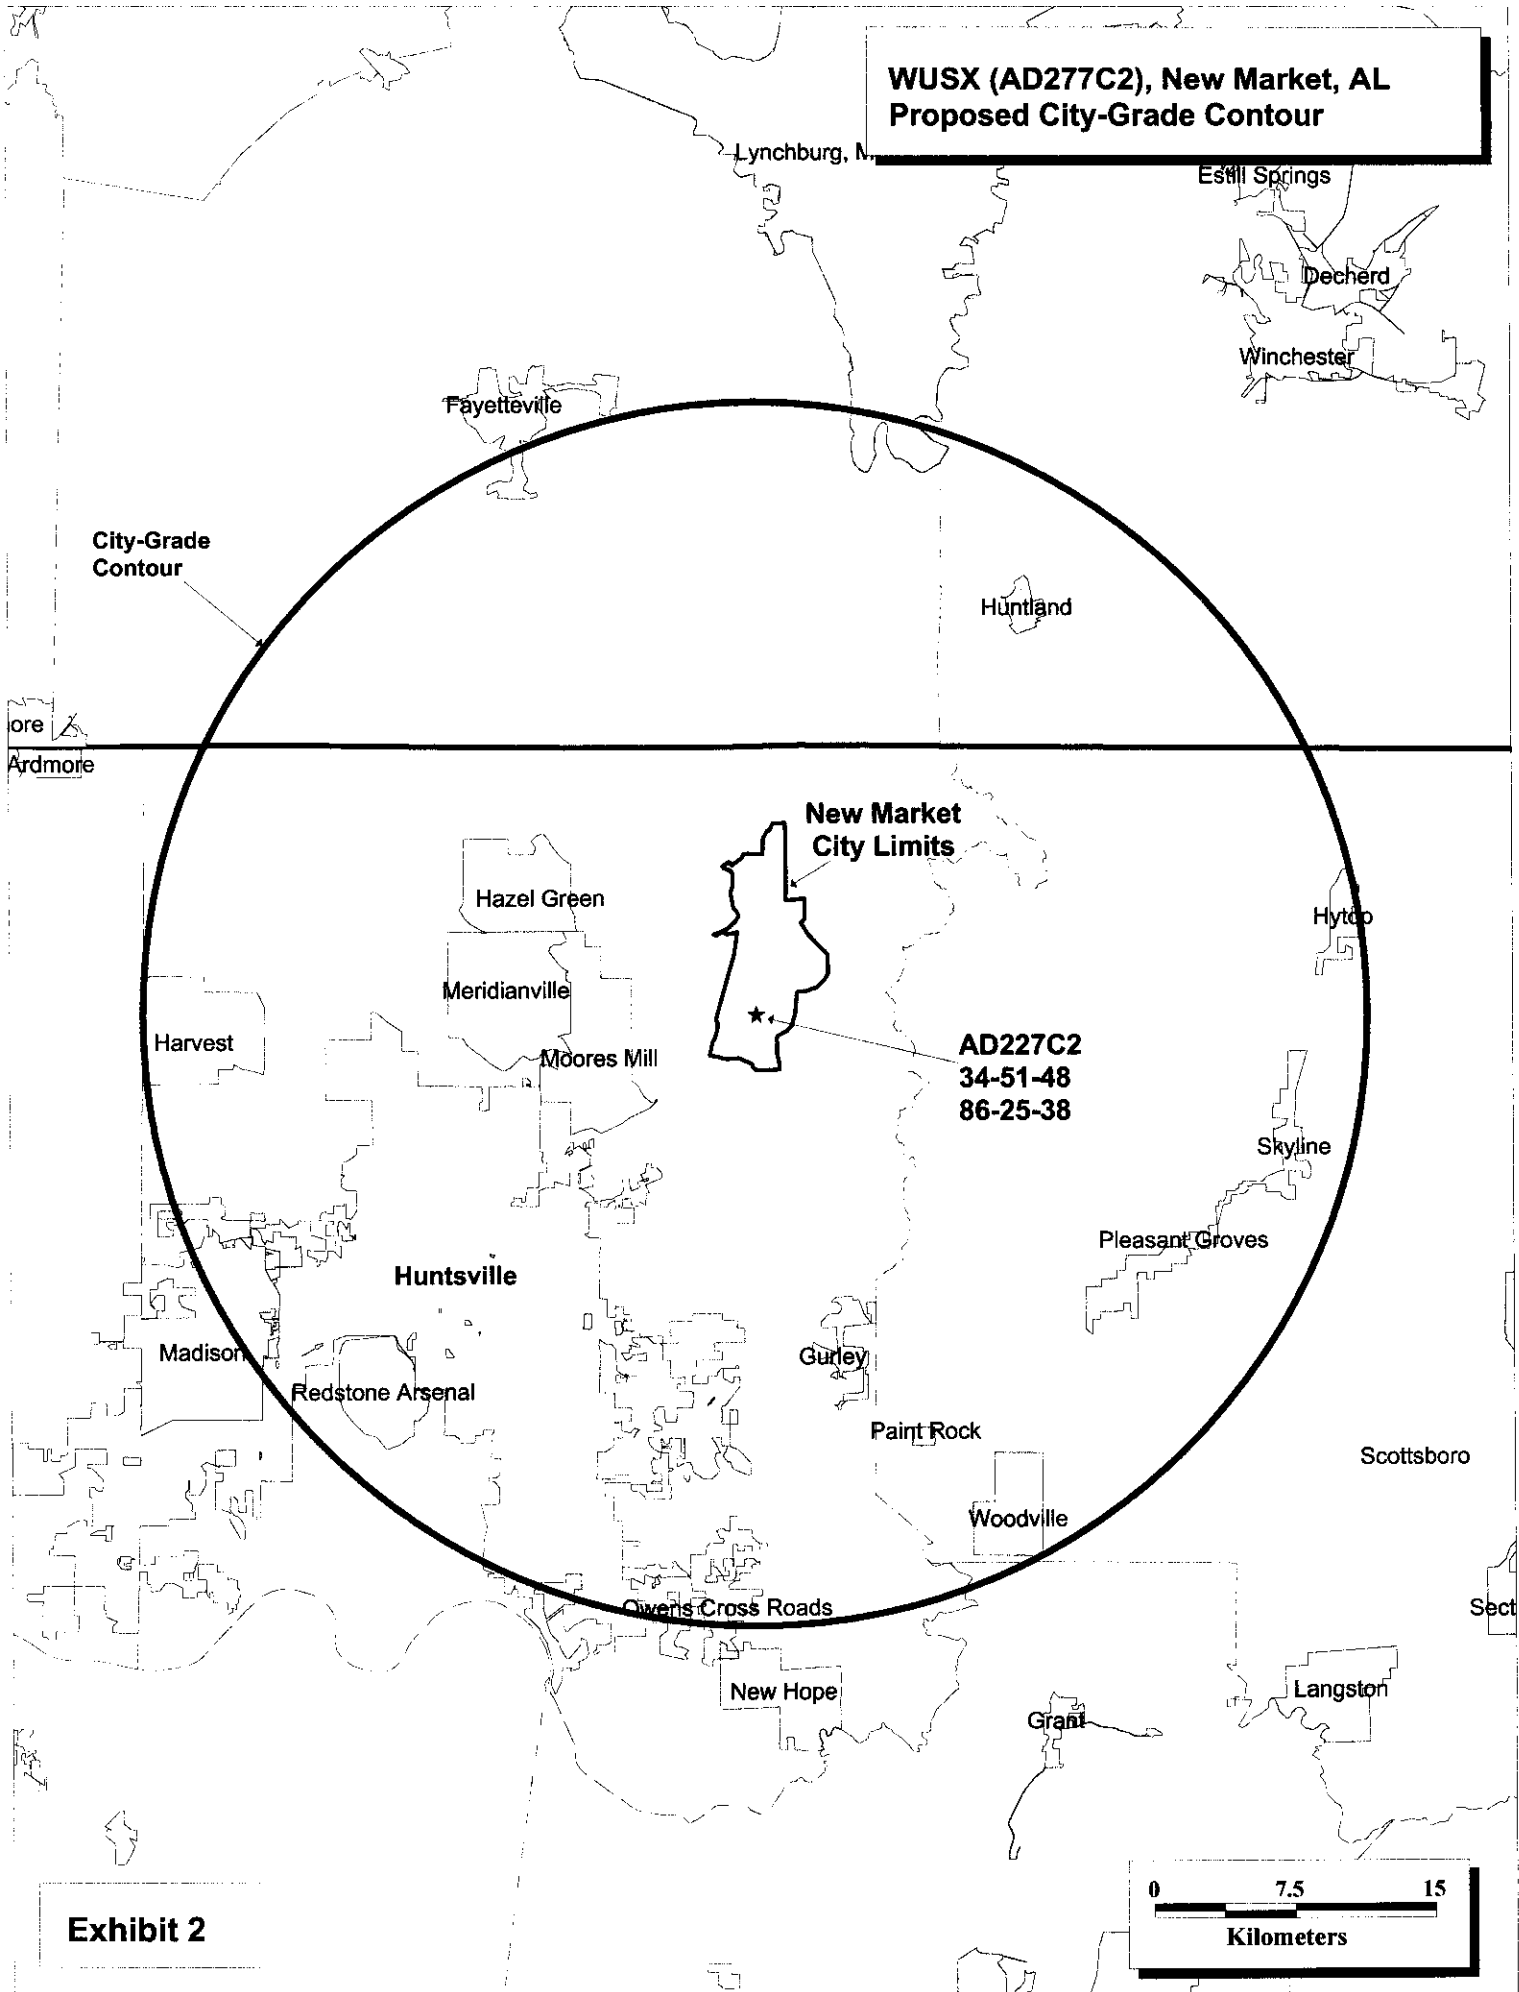 WUSX (AD277C2), New Market, AL
Proposed City-Grade Contour
Lynchburg,
Estill Springs
Decherd
Winchester
Fayetteville
City-Grade
Contour
Huntland
ore
Ardmore
New Market
City Limits
Hazel Green
Hytop
Meridianville
Harvest
Moores Mill
AD227C2
34-51-48
86-25-38
Skyline
Pleasant Groves
Huntsville
Madison
Gurley
Redstone Arsenal
Paint Rock
Scottsboro
Woodville
Owens Cross Roads
Sect
New Hope
Langston
Grant
0 7.5 15
Kilometers
Exhibit 2